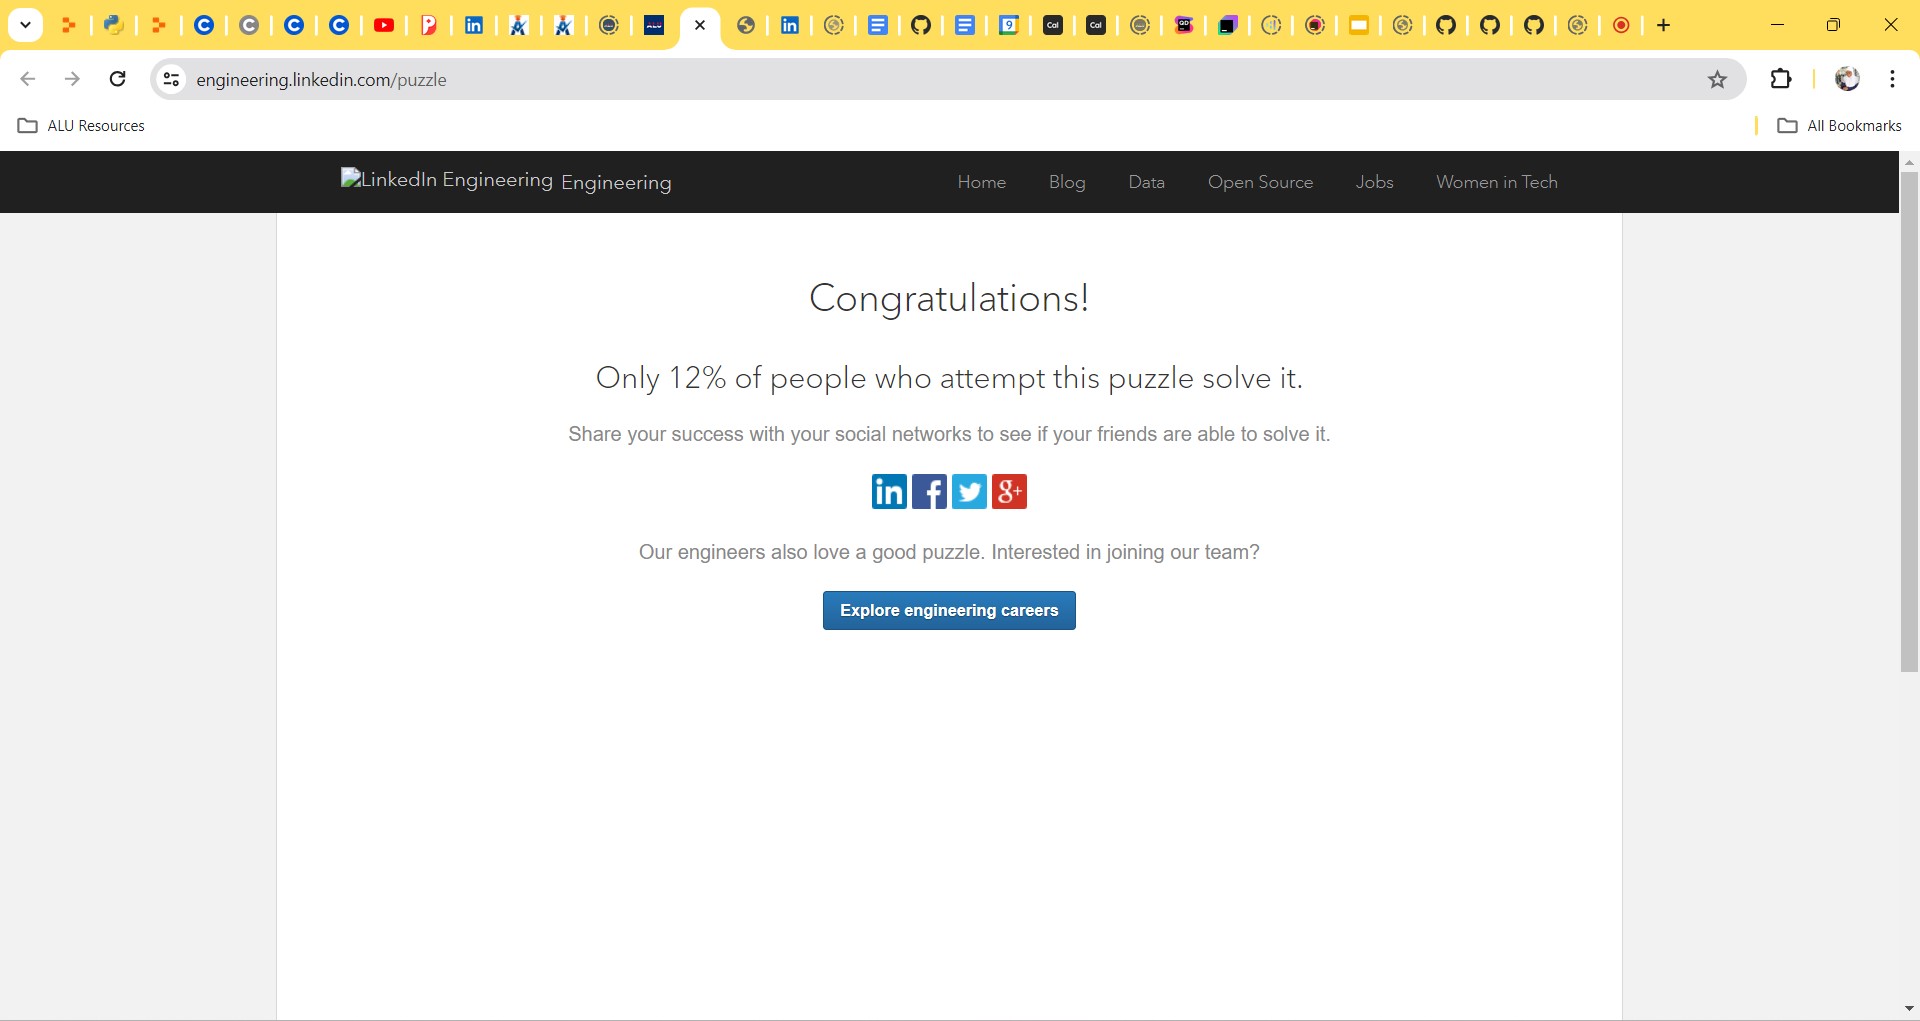 engineering.linkedin.com/puzzle
ALU Resources
All Bookmarks
LinkedIn Engineering Engineering
Home Blog Data Open Source Jobs Women in Tech
Congratulations!
Only 12% of people who attempt this puzzle solve it.
Share your success with your social networks to see if your friends are able to solve it.
in f g+
Our engineers also love a good puzzle. Interested in joining our team?
Explore engineering careers